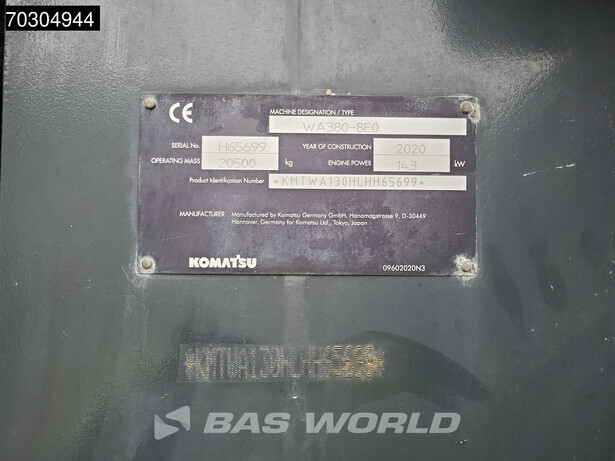 70304944
CE
MACHINE DESIGNATION / TYPE
WA380-8E0
SERIAL No. H65699 YEAR OF CONSTRUCTION 2020
OPERATING MASS 20500 kg ENGINE POWER 143 kW
Product Identification Number *KMTWA130HLHH65699*
MANUFACTURER Manufactured by Komatsu Germany GmbH, Hanomagstrasse 9, D-30449
Hannover, Germany for Komatsu Ltd., Tokyo, Japan
KOMATSU 09602020N3
*KMTWA130HLHH65699*
BAS WORLD